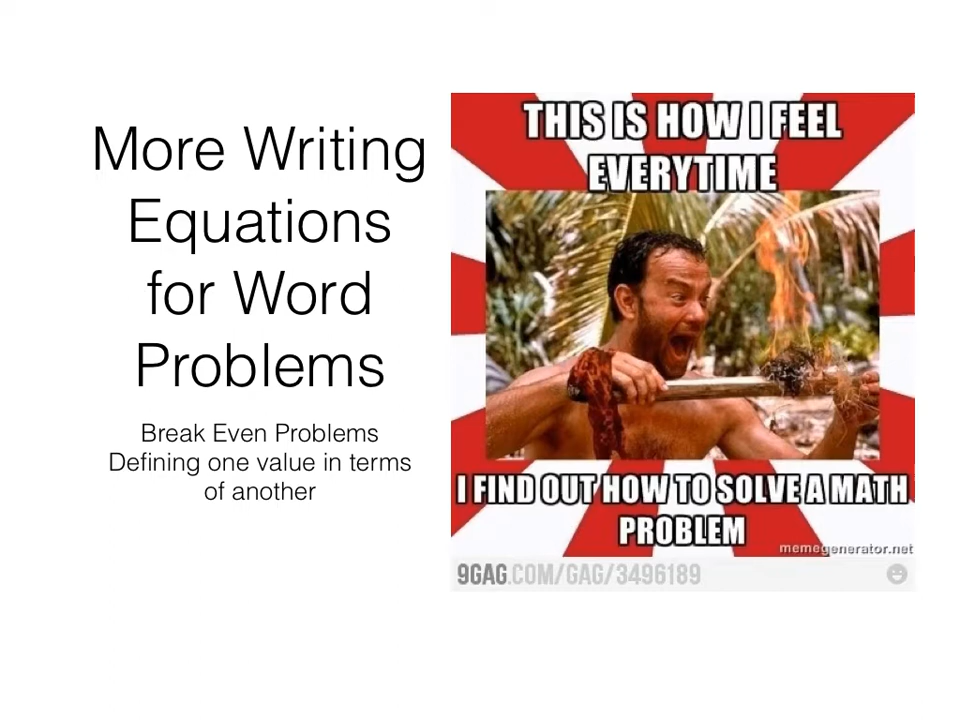 More Writing
Equations
for Word
Problems
Break Even Problems
Defining one value in terms
of another
THIS IS HOW I FEEL
EVERYTIME
I FIND OUT HOW TO SOLVE A MATH
PROBLEM
memegenerator.net
9GAG.COM/GAG/3496189